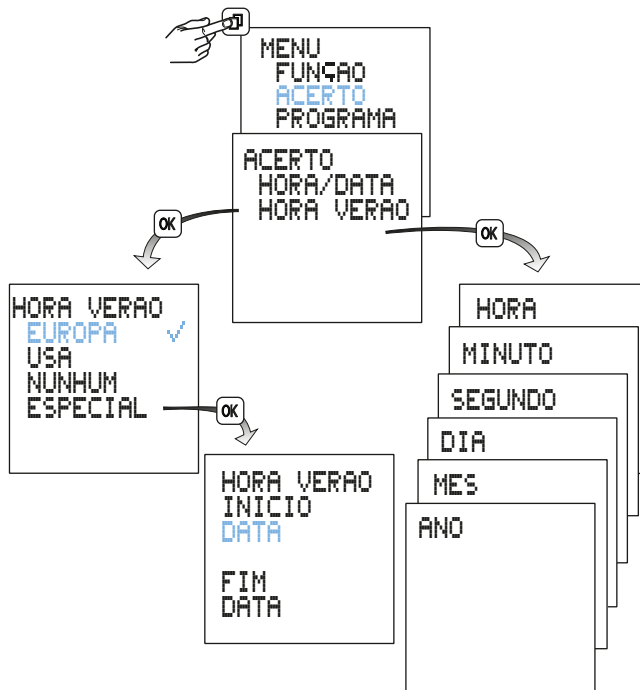 MENU
FUNÇAO
ACERTO
PROGRAMA
ACERTO
HORA/DATA
HORA VERAO
OK
OK
HORA VERAO
EUROPA ✓
USA
NUNHUM
ESPECIAL
OK
HORA VERAO
INICIO
DATA
FIM
DATA
HORA
MINUTO
SEGUNDO
DIA
MES
ANO